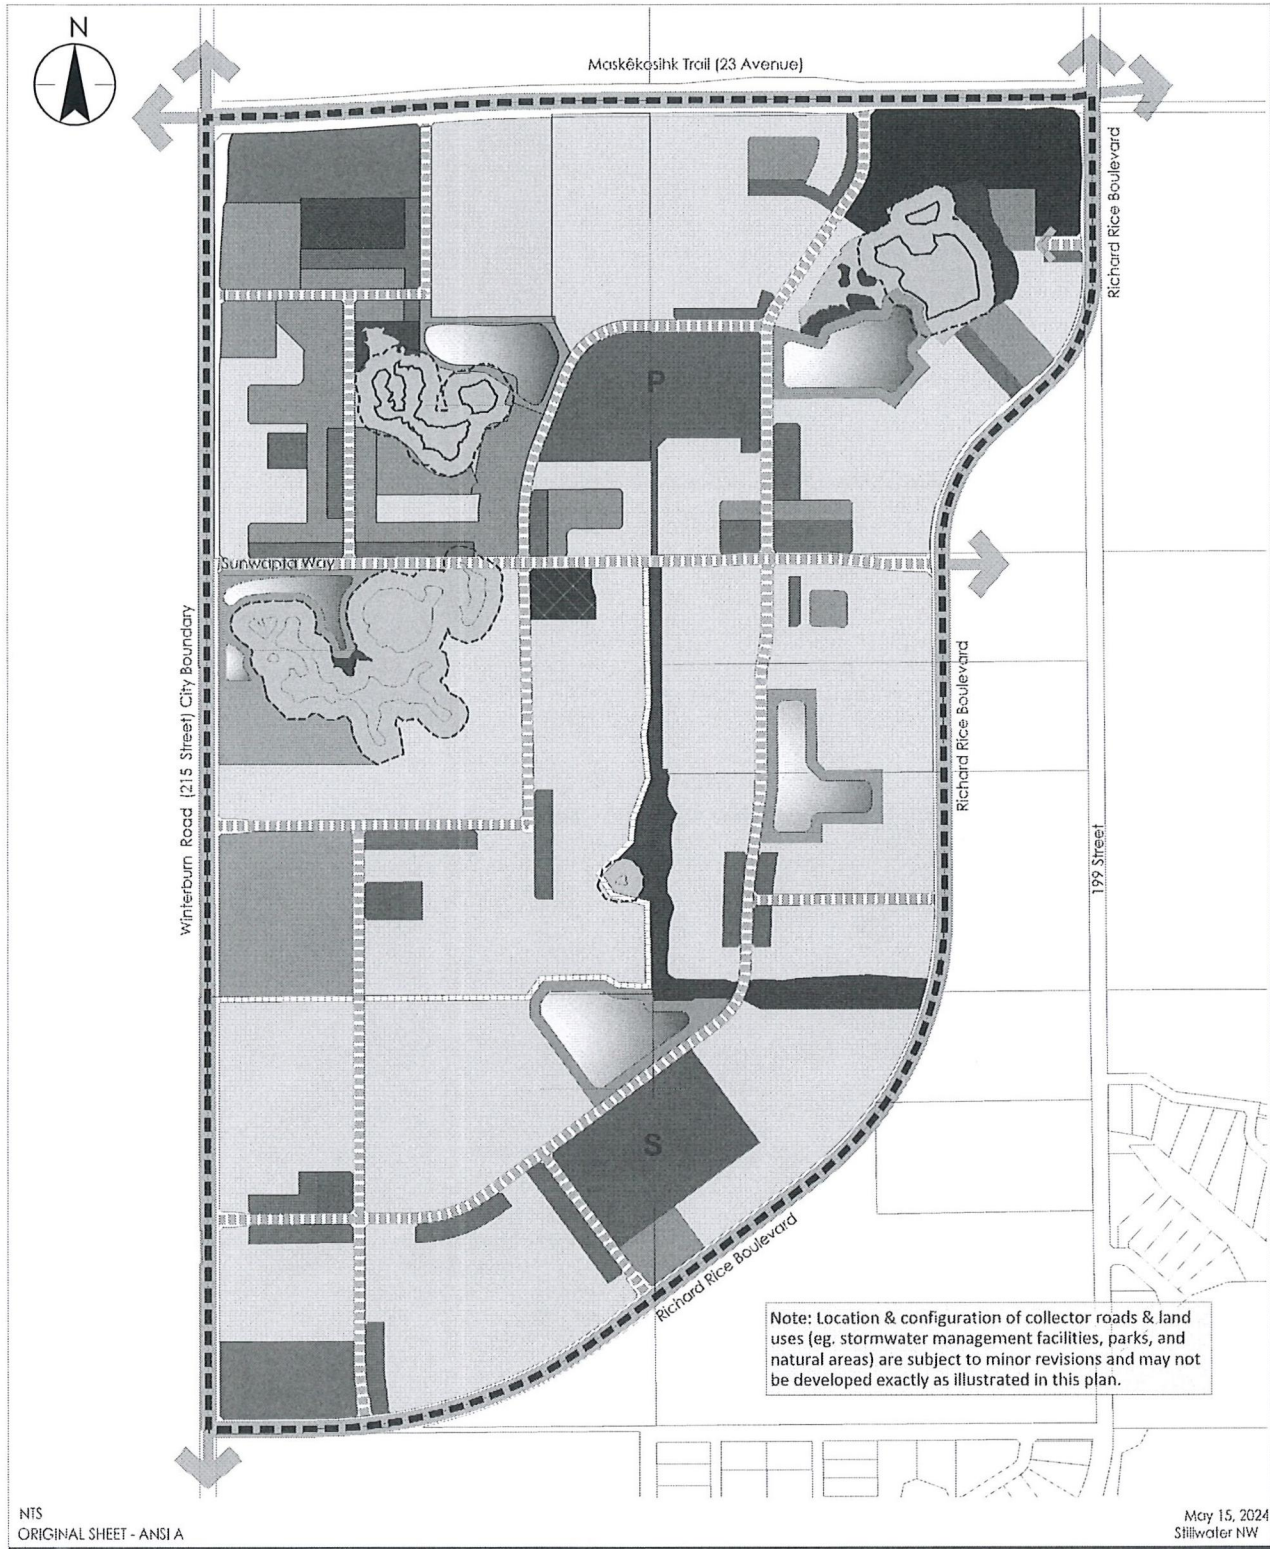 N
Maskêkosihk Trail (23 Avenue)
Richard Rice Boulevard
P
Sunwapta Way
Winterburn Road (215 Street) City Boundary
Richard Rice Boulevard
199 Street
S
Richard Rice Boulevard
Note: Location & configuration of collector roads & land
uses (eg. stormwater management facilities, parks, and
natural areas) are subject to minor revisions and may not
be developed exactly as illustrated in this plan.
NTS
ORIGINAL SHEET - ANSI A
May 15, 2024
Stillwater NW